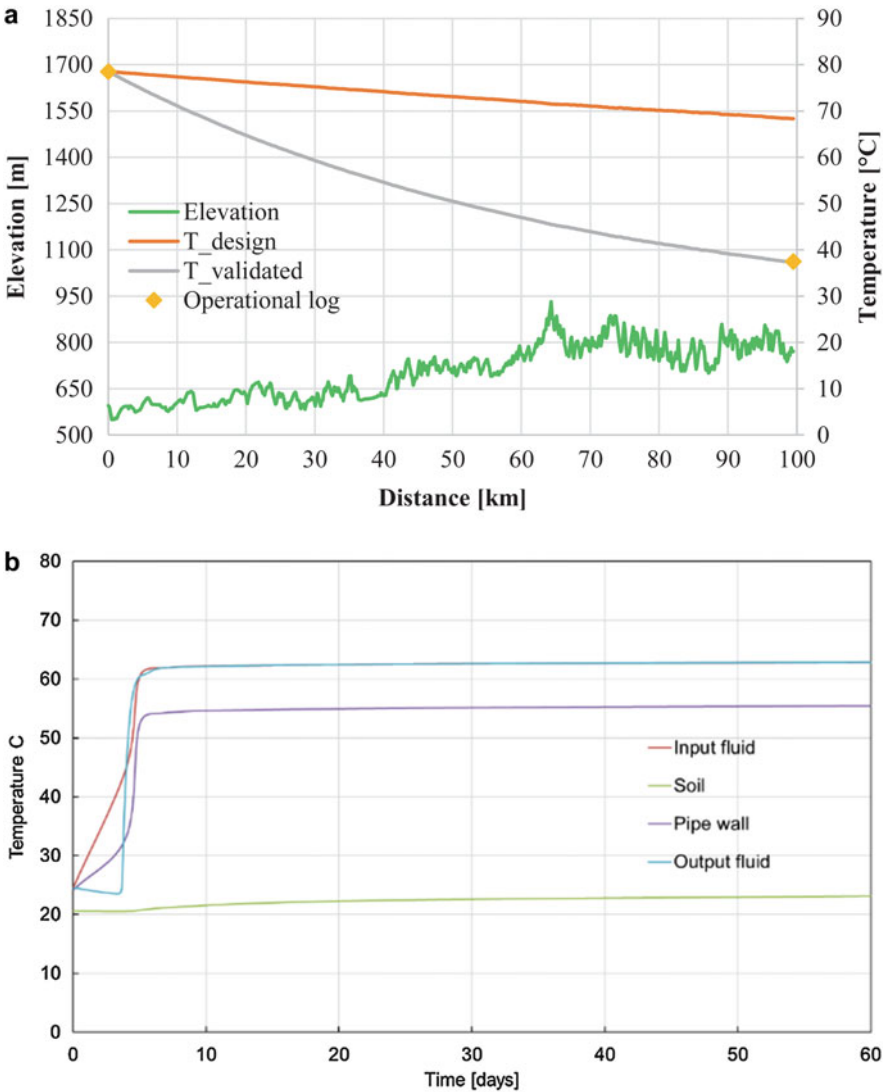 a
1850
1700
1550
1400
1250
1100
950
800
650
500
Elevation [m]
90
80
70
60
50
40
30
20
10
0
Temperature [°C]
Elevation
T_design
T_validated
Operational log
0 10 20 30 40 50 60 70 80 90 100
Distance [km]
b
80
70
60
50
40
30
20
10
0
Temperature C
Input fluid
Soil
Pipe wall
Output fluid
0 10 20 30 40 50 60
Time [days]